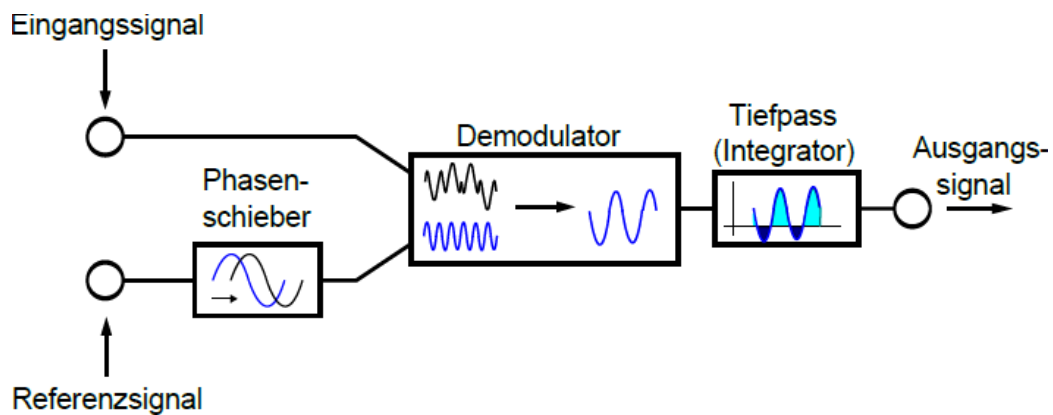 Eingangssignal
Demodulator
Tiefpass
(Integrator)
Ausgangs-
signal
Phasen-
schieber
Referenzsignal